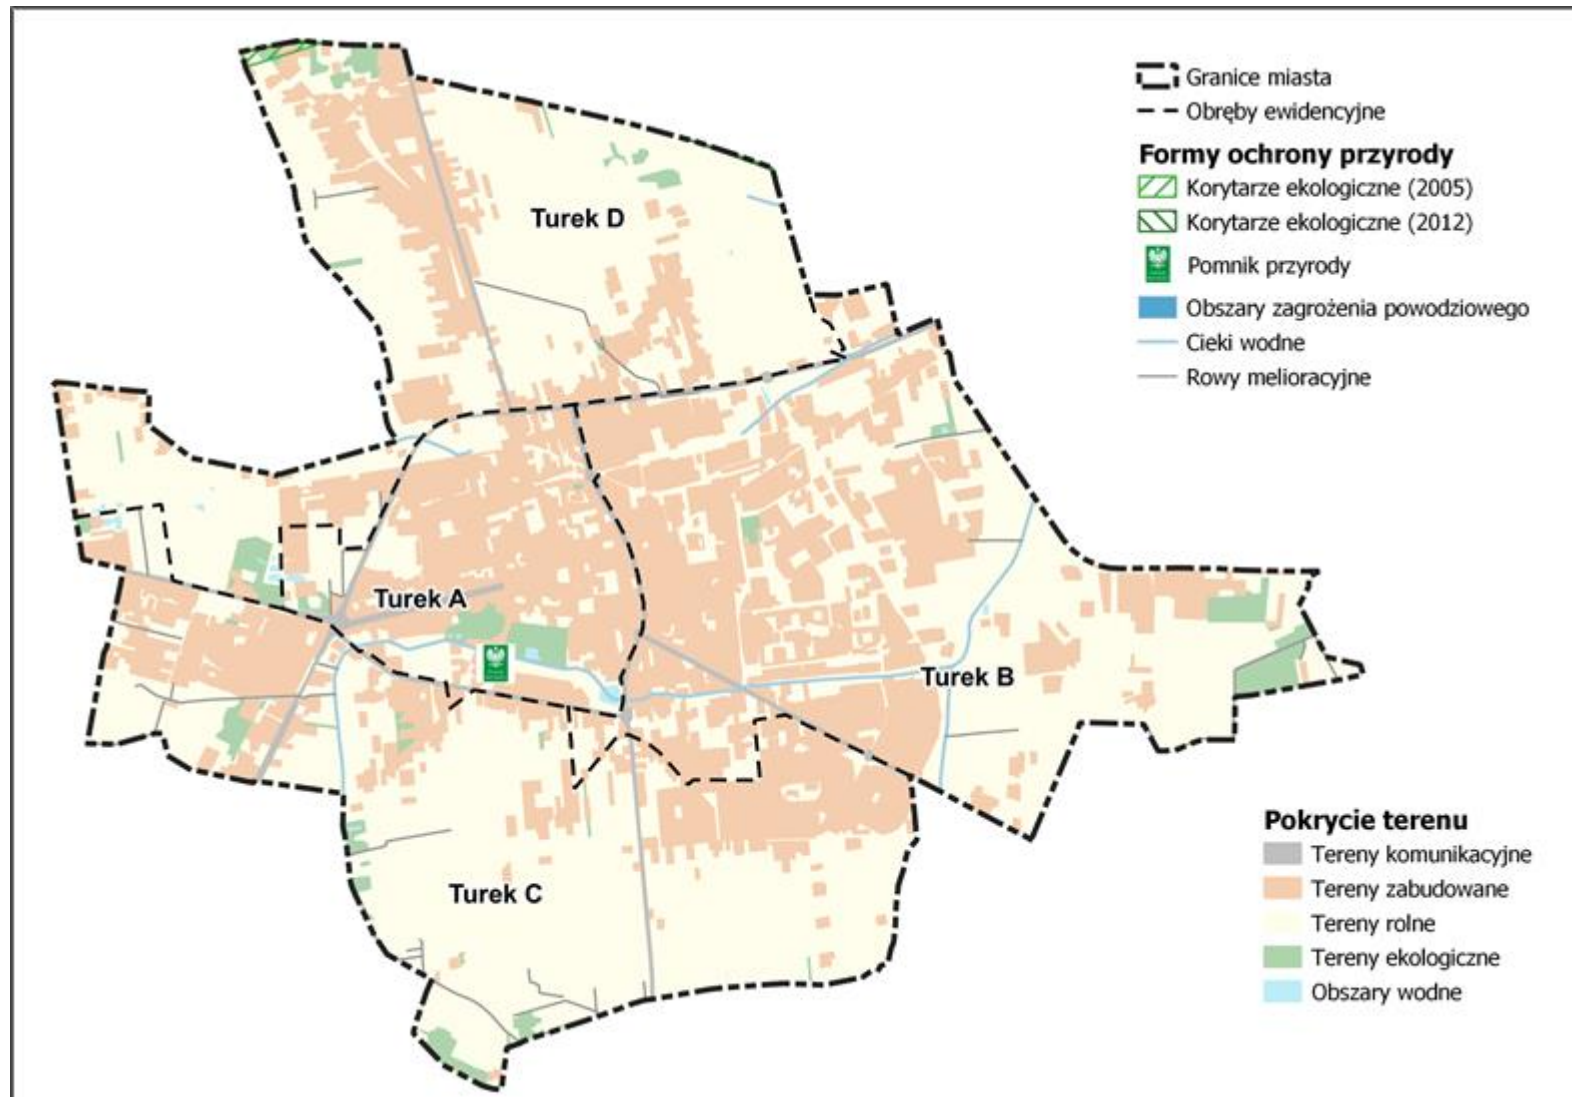 Granice miasta
Obręby ewidencyjne
Formy ochrony przyrody
Korytarze ekologiczne (2005)
Korytarze ekologiczne (2012)
Pomnik przyrody
Obszary zagrożenia powodziowego
Cieki wodne
Rowy melioracyjne
Turek D
Turek A
Turek B
Turek C
Pokrycie terenu
Tereny komunikacyjne
Tereny zabudowane
Tereny rolne
Tereny ekologiczne
Obszary wodne